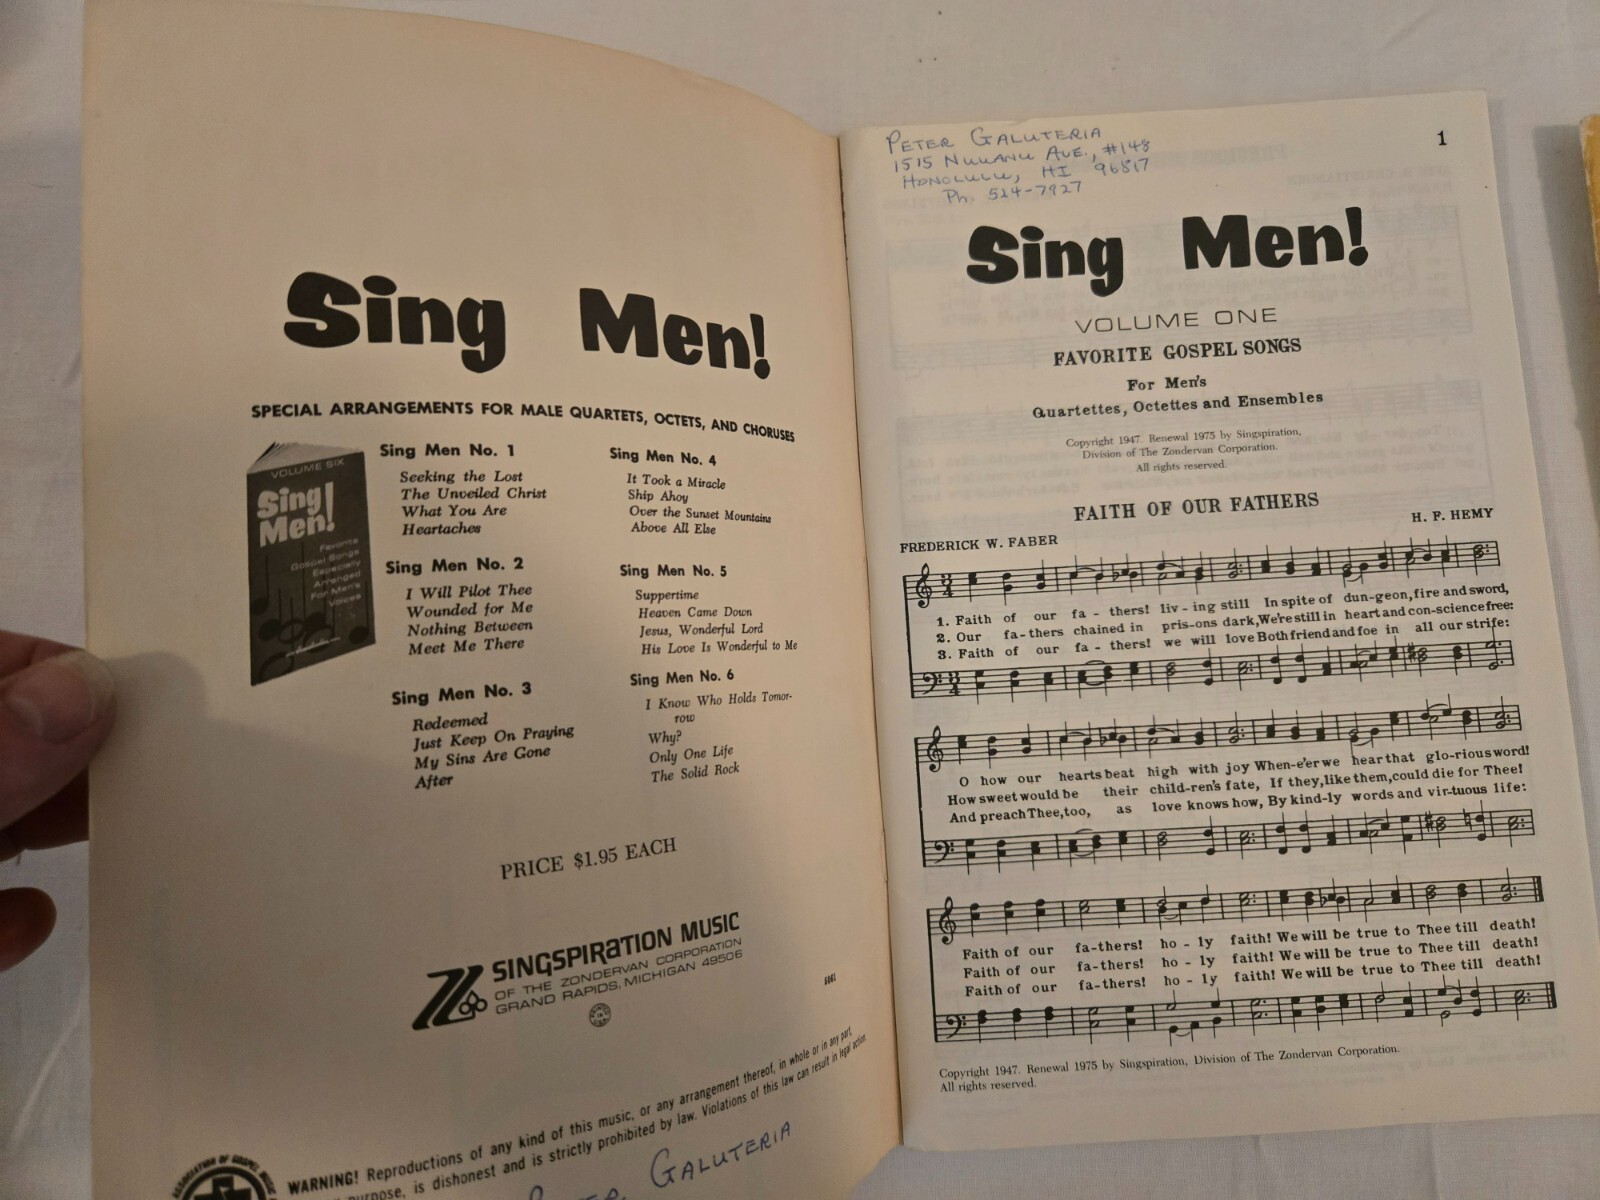 Sing Men!
SPECIAL ARRANGEMENTS FOR MALE QUARTETS, OCTETS, AND CHORUSES
VOLUME SIX
Sing
Men!
Favorite
Gospel Songs
Especially
Arranged
For Men's
Voices
Sing Men No. 1
Seeking the Lost
The Unveiled Christ
What You Are
Heartaches
Sing Men No. 2
I Will Pilot Thee
Wounded for Me
Nothing Between
Meet Me There
Sing Men No. 3
Redeemed
Just Keep On Praying
My Sins Are Gone
After
Sing Men No. 4
It Took a Miracle
Ship Ahoy
Over the Sunset Mountains
Above All Else
Sing Men No. 5
Suppertime
Heaven Came Down
Jesus, Wonderful Lord
His Love Is Wonderful to Me
Sing Men No. 6
I Know Who Holds Tomor-
row
Why?
Only One Life
The Solid Rock
PRICE $1.95 EACH
SINGSPIRATION MUSIC
OF THE ZONDERVAN CORPORATION
GRAND RAPIDS, MICHIGAN 49506
WARNING! Reproductions of any kind of this music, or any arrangement thereof, in whole or in any part,
purpose, is dishonest and is strictly prohibited by law. Violations of this law can result in legal action.
ASSOCIATION OF GOSPEL MUSIC
PETER GALUTERIA
PETER GALUTERIA
1515 NUUANU AVE., #148
HONOLULU, HI 96817
Ph. 524-7927
1
Sing Men!
VOLUME ONE
FAVORITE GOSPEL SONGS
For Men's
Quartettes, Octettes and Ensembles
Copyright 1947. Renewal 1975 by Singspiration,
Division of The Zondervan Corporation.
All rights reserved.
FAITH OF OUR FATHERS
FREDERICK W. FABER
H. F. HEMY
1. Faith of our fa - thers! liv - ing still In spite of dun-geon, fire and sword,
2. Our fa-thers chained in pris-ons dark, We're still in heart and con-science free:
3. Faith of our fa - thers! we will love Both friend and foe in all our strife:
O how our hearts beat high with joy When-e'er we hear that glo-rious word!
How sweet would be their child-ren's fate, If they, like them, could die for Thee!
And preach Thee, too, as love knows how, By kind-ly words and vir-tuous life:
Faith of our fa-thers! ho - ly faith! We will be true to Thee till death!
Faith of our fa-thers! ho - ly faith! We will be true to Thee till death!
Faith of our fa-thers! ho - ly faith! We will be true to Thee till death!
Copyright 1947. Renewal 1975 by Singspiration, Division of The Zondervan Corporation.
All rights reserved.